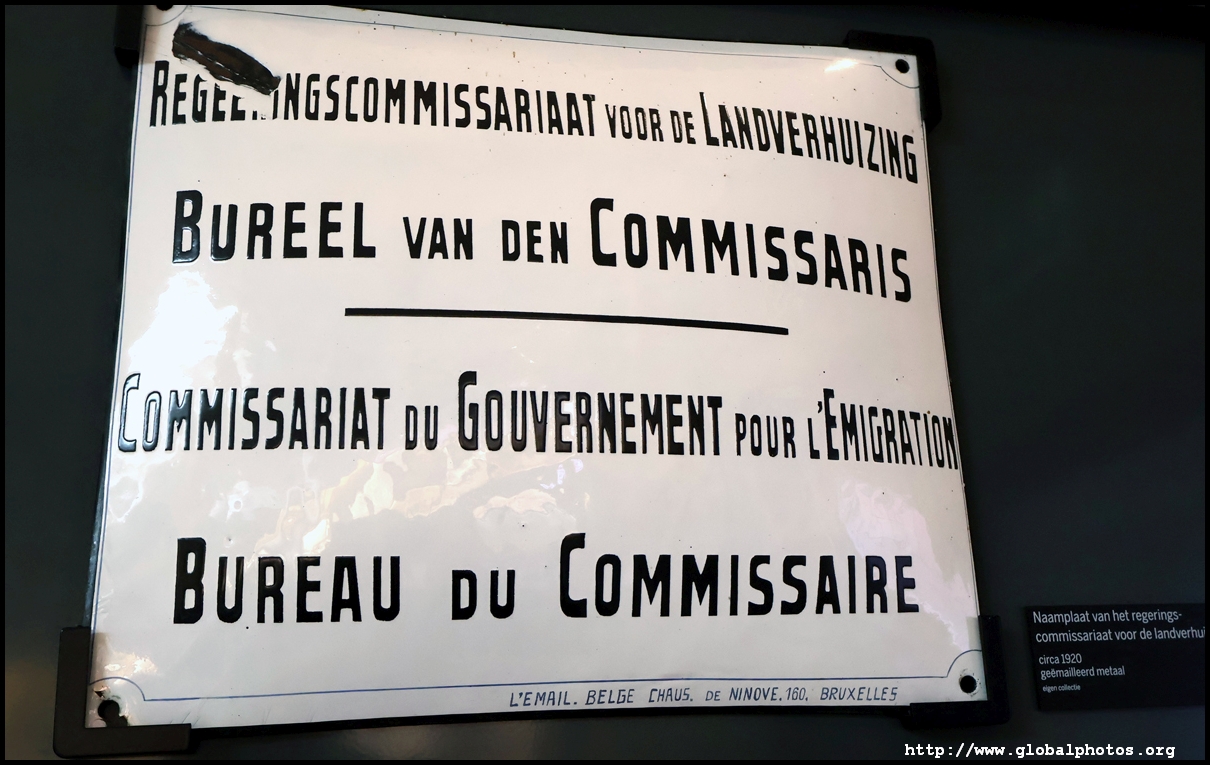 REGEERINGSCOMMISSARIAAT VOOR DE LANDVERHUIZING
BUREEL VAN DEN COMMISSARIS
COMMISSARIAT DU GOUVERNEMENT POUR L'EMIGRATION
BUREAU DU COMMISSAIRE
L'EMAIL. BELGE CHAUS. DE NINOVE. 160. BRUXELLES
Naamplaat van het regerings-
commissariaat voor de landverhui
circa 1920
geëmailleerd metaal
eigen collectie
http://www.globalphotos.org